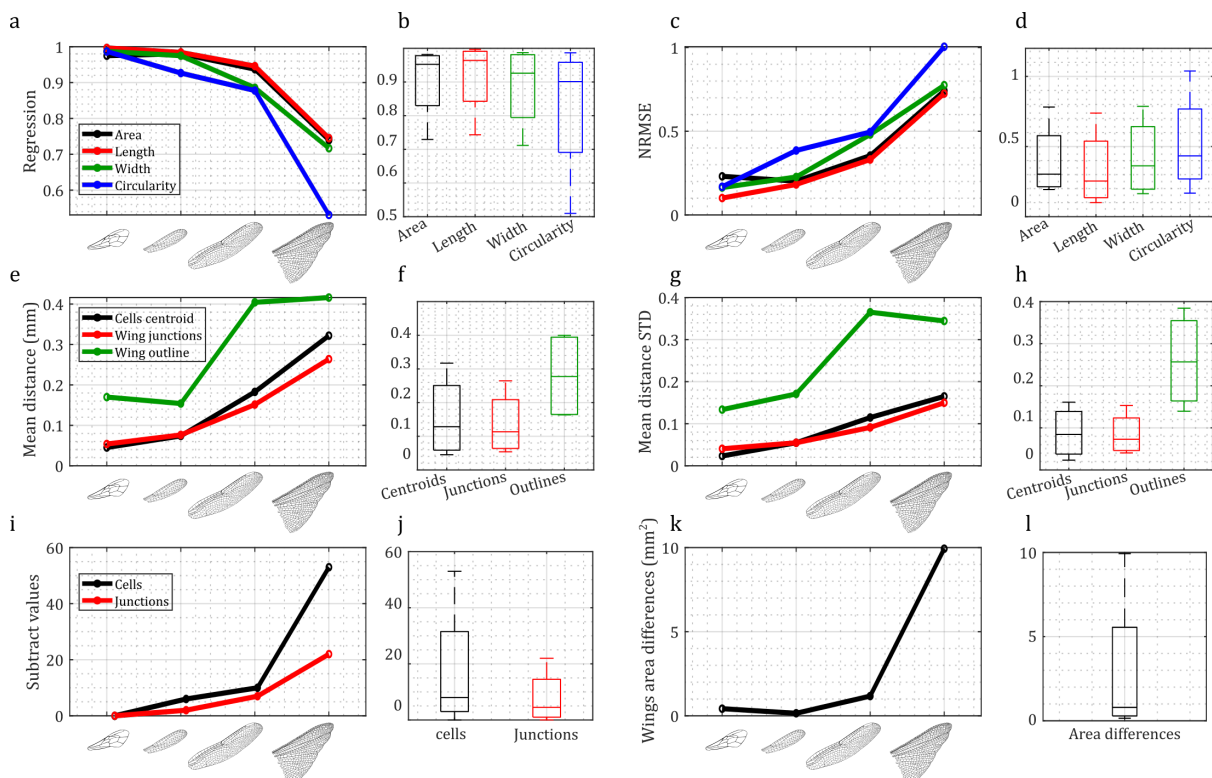 a
b
c
d
Regression
1
0.9
0.8
0.7
0.6
Area
Length
Width
Circularity
0.9
0.5
Area
Length
Width
Circularity
NRMSE
1
0.5
0
1
0.5
0
Area
Length
Width
Circularity
e
f
g
h
Mean distance (mm)
0.4
0.3
0.2
0.1
0
Cells centroid
Wing junctions
Wing outline
0.4
0.3
0.2
0.1
0
Centroids
Junctions
Outlines
Mean distance STD
0.4
0.3
0.2
0.1
0
0.4
0.3
0.2
0.1
0
Centroids
Junctions
Outlines
i
j
k
l
Subtract values
60
40
20
0
Cells
Junctions
60
40
20
0
cells
Junctions
Wings area differences (mm²)
10
5
0
10
5
0
Area differences